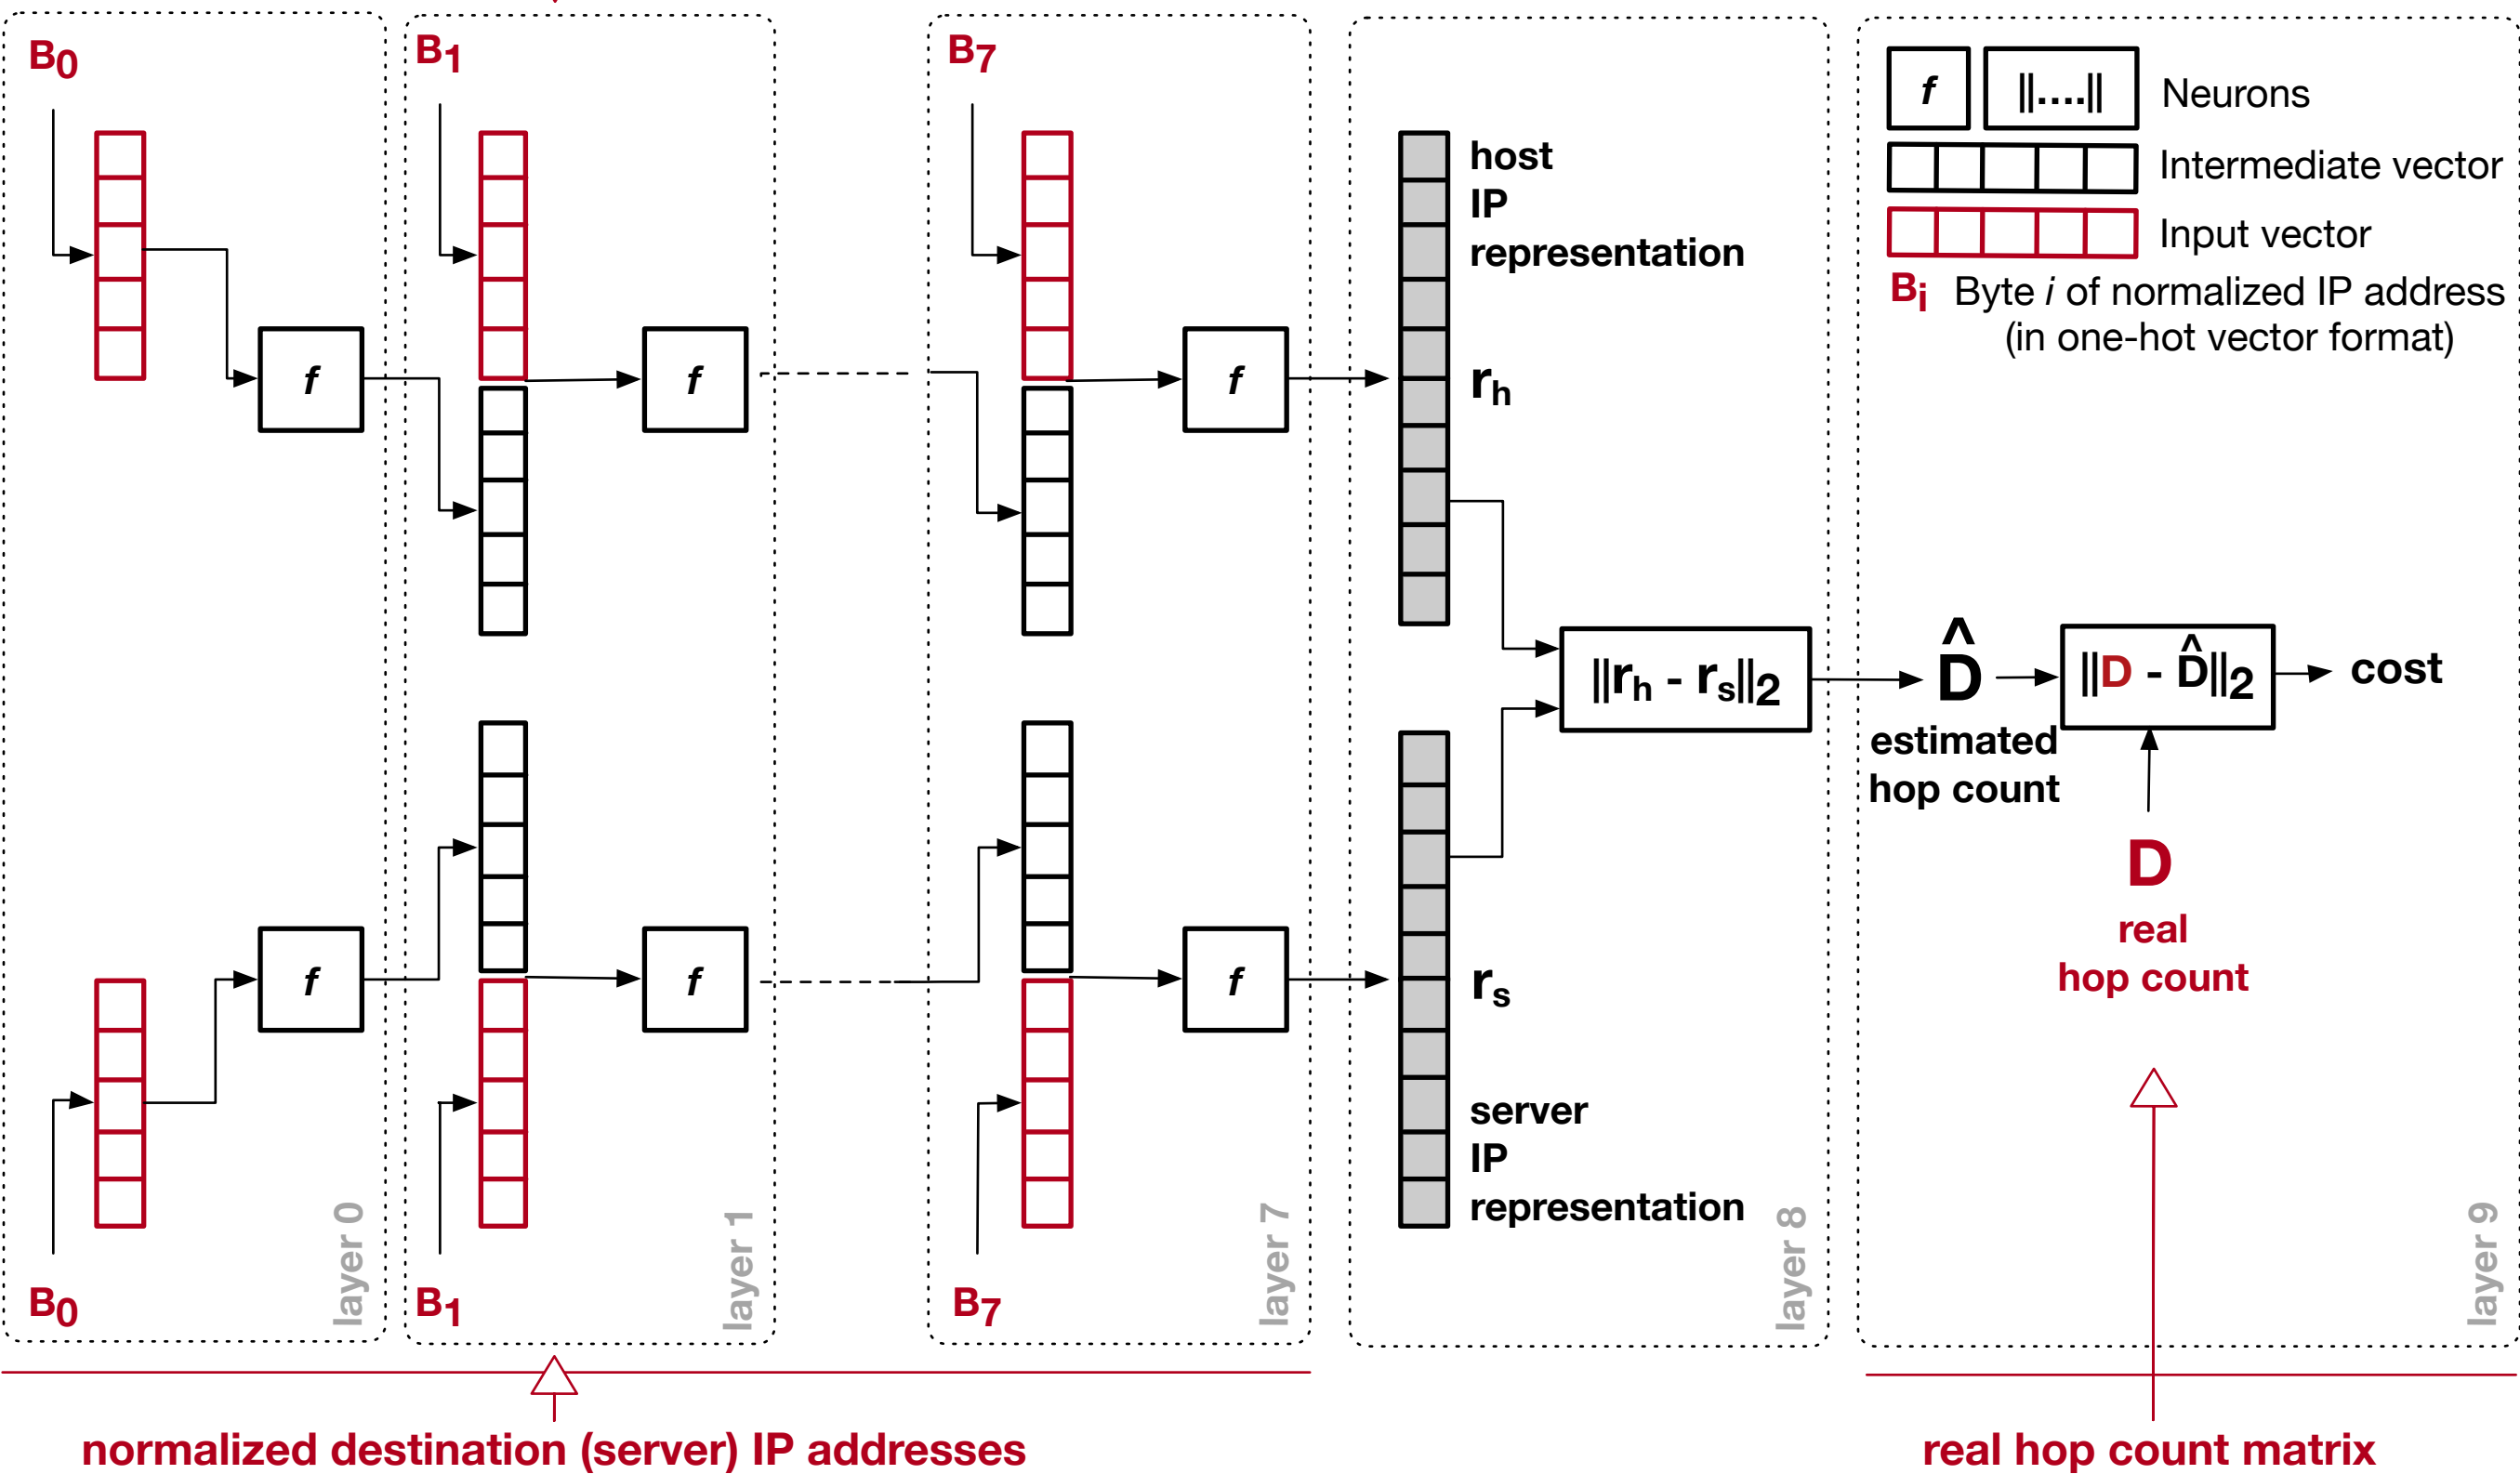 B0
B1
B7
f
||....||
Neurons
Intermediate vector
Input vector
Bi Byte i of normalized IP address
(in one-hot vector format)
host
IP
representation
f
f
f
rh
||rh - rs||2
D̂
estimated
hop count
||D - D̂||2
cost
D
real
hop count
f
f
f
rs
server
IP
representation
layer 0
layer 1
layer 7
layer 8
layer 9
B0
B1
B7
normalized destination (server) IP addresses
real hop count matrix